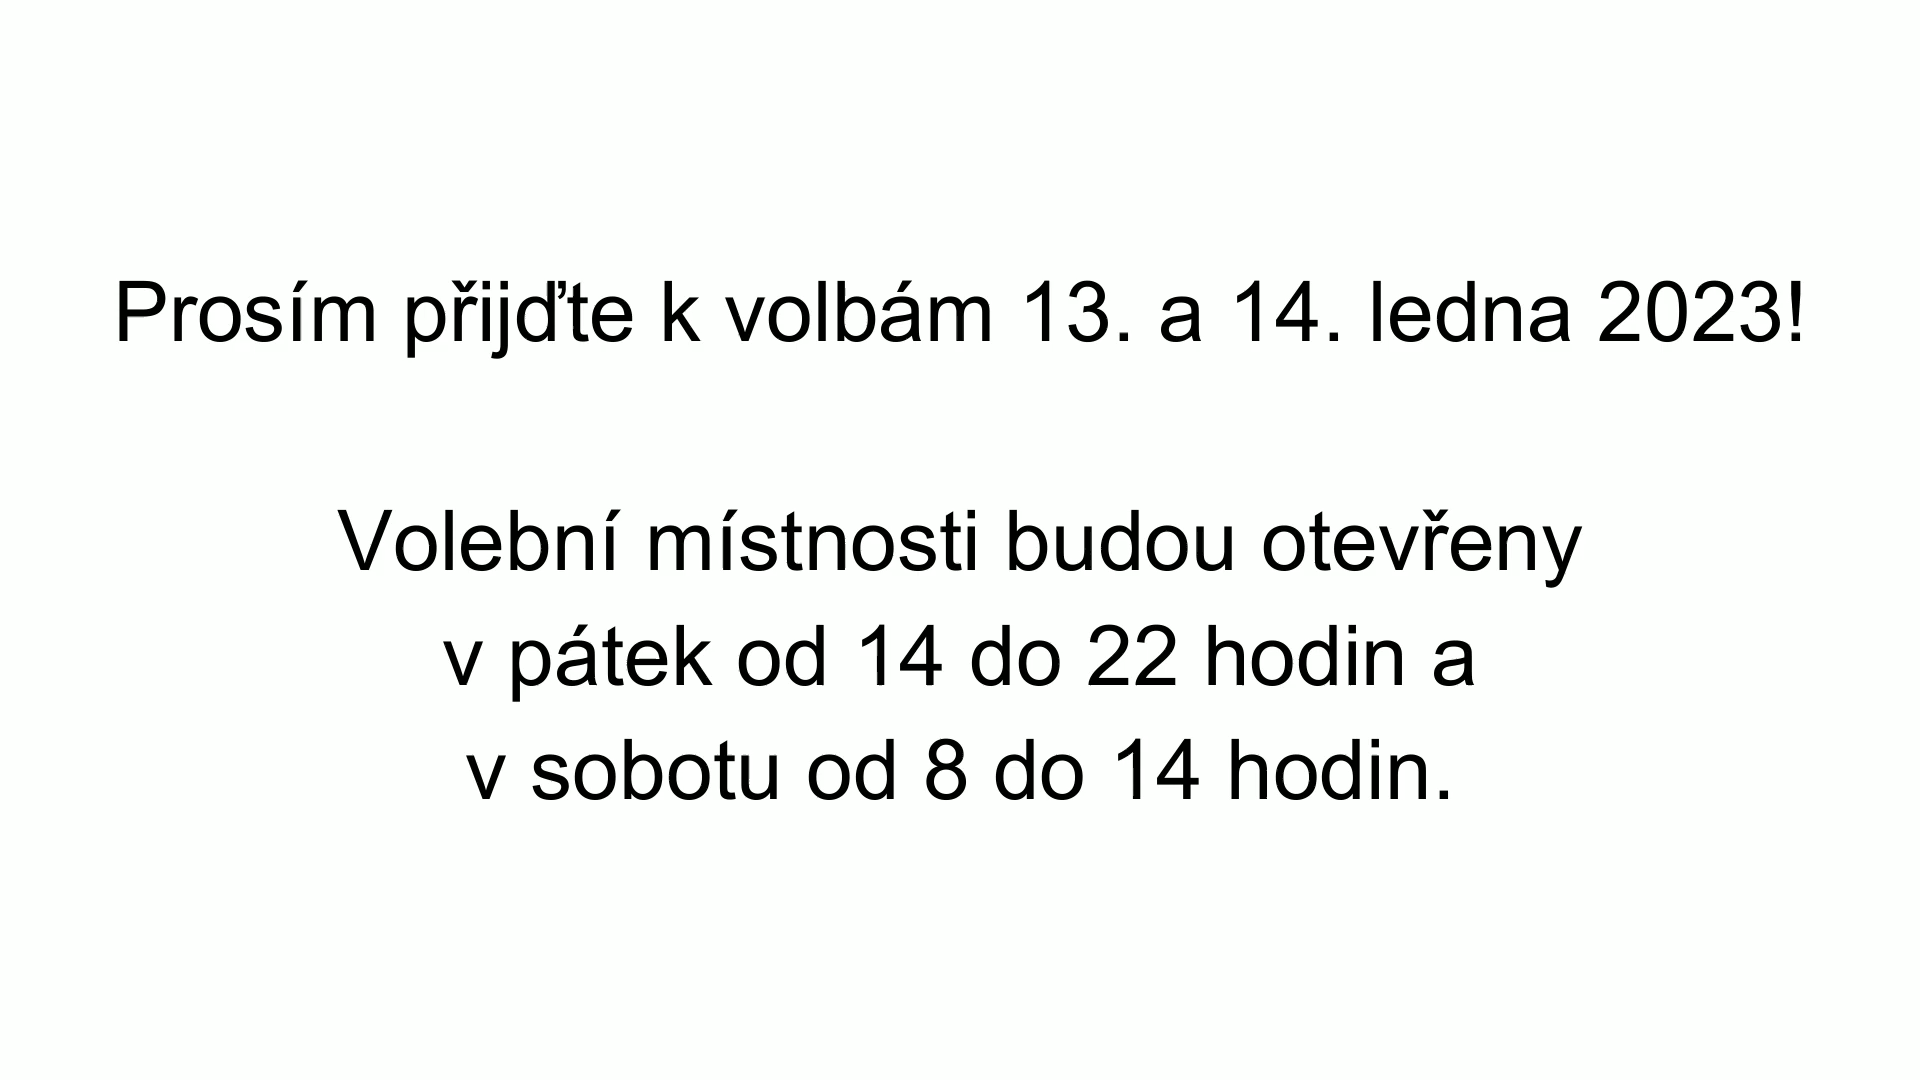 Prosím přijďte k volbám 13. a 14. ledna 2023!
Volební místnosti budou otevřeny
v pátek od 14 do 22 hodin a
v sobotu od 8 do 14 hodin.